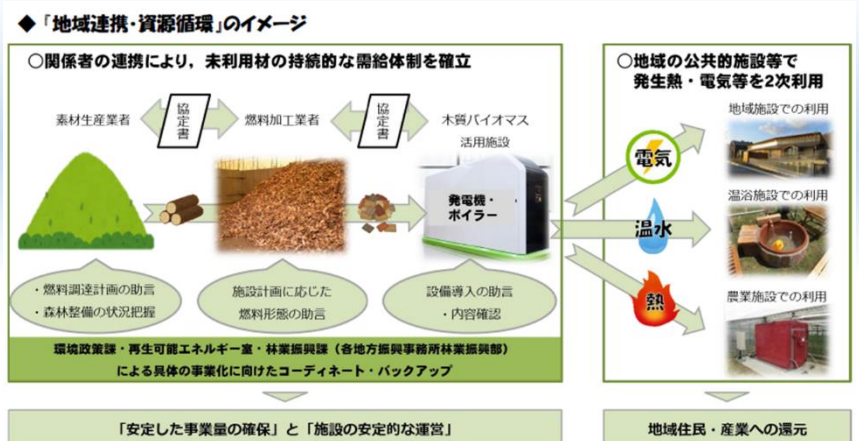 ◆『地域連携・資源循環』のイメージ
○関係者の連携により，未利用材の持続的な需給体制を確立
素材生産業者
協定書
燃料加工業者
協定書
木質バイオマス
活用施設
発電機・
ボイラー
・燃料調達計画の助言
・森林整備の状況把握
施設計画に応じた
燃料形態の助言
設備導入の助言
・内容確認
環境政策課・再生可能エネルギー室・林業振興課（各地方振興事務所林業振興部）
による具体の事業化に向けたコーディネート・バックアップ
「安定した事業量の確保」と「施設の安定的な運営」
○地域の公共的施設等で
発生熱・電気等を2次利用
電気
温水
熱
地域施設での利用
温浴施設での利用
農業施設での利用
地域住民・産業への還元